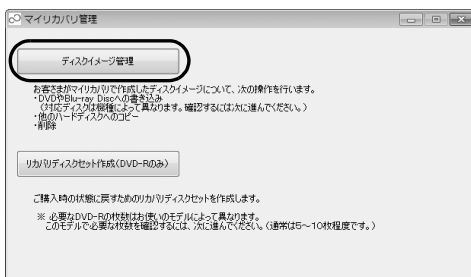 マイリカバリ管理
ディスクイメージ管理
お客さまがマイリカバリで作成したディスクイメージについて、次の操作を行います。
・DVDやBlu-ray Discへの書き込み
(対応ディスクは機種によって異なります。確認するには次に進んでください。)
・他のハードディスクへのコピー
・削除
リカバリディスクセット作成(DVD-Rのみ)
ご購入時の状態に戻すためのリカバリディスクセットを作成します。
※ 必要なDVD-Rの枚数はお使いのモデルによって異なります。
このモデルで必要な枚数を確認するには、次に進んでください。(通常は5～10枚程度です。)